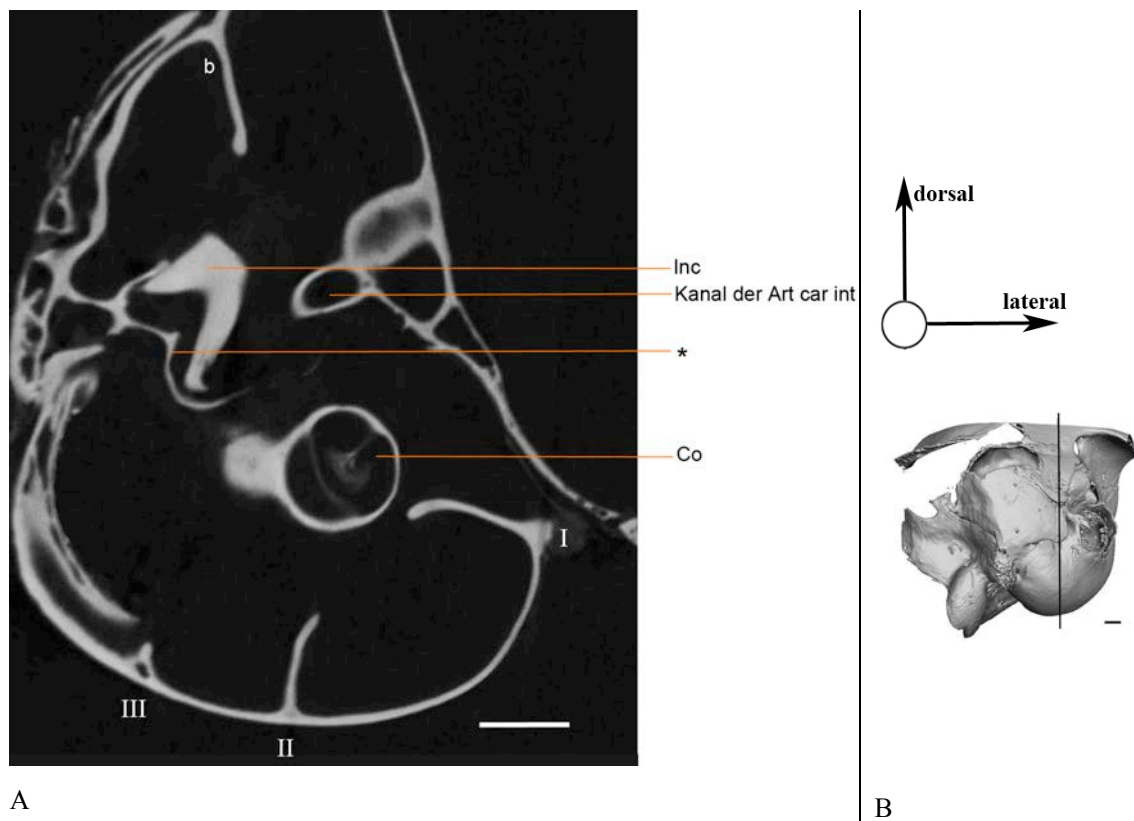 b
Inc
Kanal der Art car int
*
Co
I
III
II
A
dorsal
lateral
B